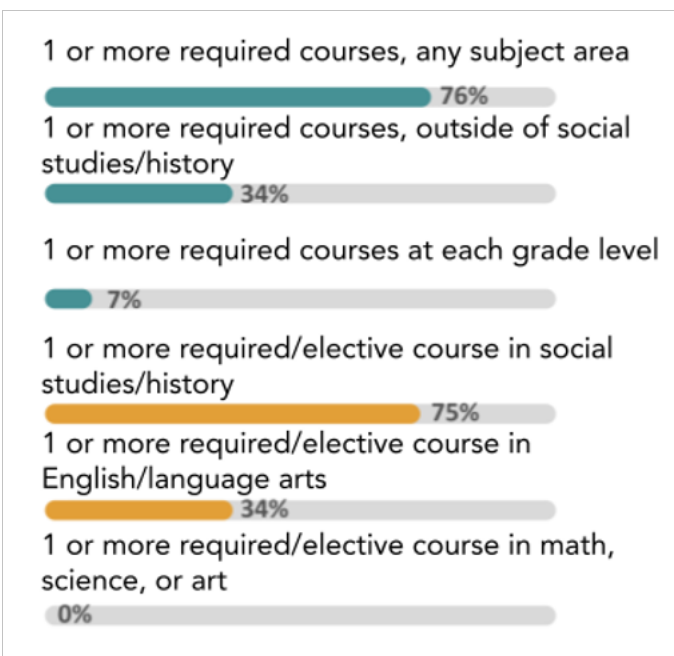 1 or more required courses, any subject area
76%
1 or more required courses, outside of social
studies/history
34%
1 or more required courses at each grade level
7%
1 or more required/elective course in social
studies/history
75%
1 or more required/elective course in
English/language arts
34%
1 or more required/elective course in math,
science, or art
0%